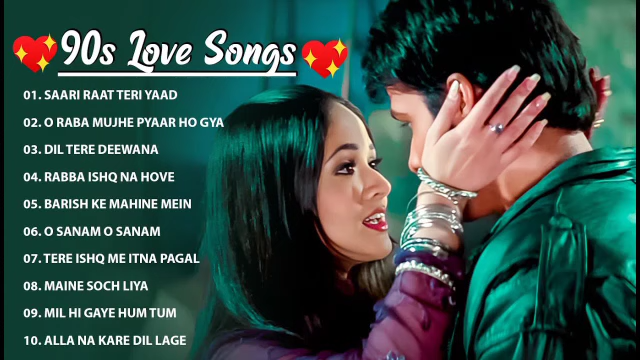 90s Love Songs
01. SAARI RAAT TERI YAAD
02. O RABA MUJHE PYAAR HO GYA
03. DIL TERE DEEWANA
04. RABBA ISHQ NA HOVE
05. BARISH KE MAHINE MEIN
06. O SANAM O SANAM
07. TERE ISHQ ME ITNA PAGAL
08. MAINE SOCH LIYA
09. MIL HI GAYE HUM TUM
10. ALLA NA KARE DIL LAGE